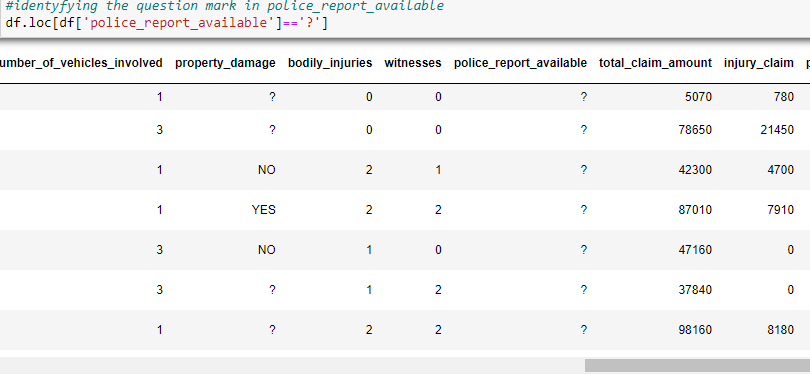 #identyfying the question mark in police_report_available
df.loc[df['police_report_available']=='?']
umber_of_vehicles_involved property_damage bodily_injuries witnesses police_report_available total_claim_amount injury_claim p
1 ? 0 0 ? 5070 780
3 ? 0 0 ? 78650 21450
1 NO 2 1 ? 42300 4700
1 YES 2 2 ? 87010 7910
3 NO 1 0 ? 47160 0
3 ? 1 2 ? 37840 0
1 ? 2 2 ? 98160 8180